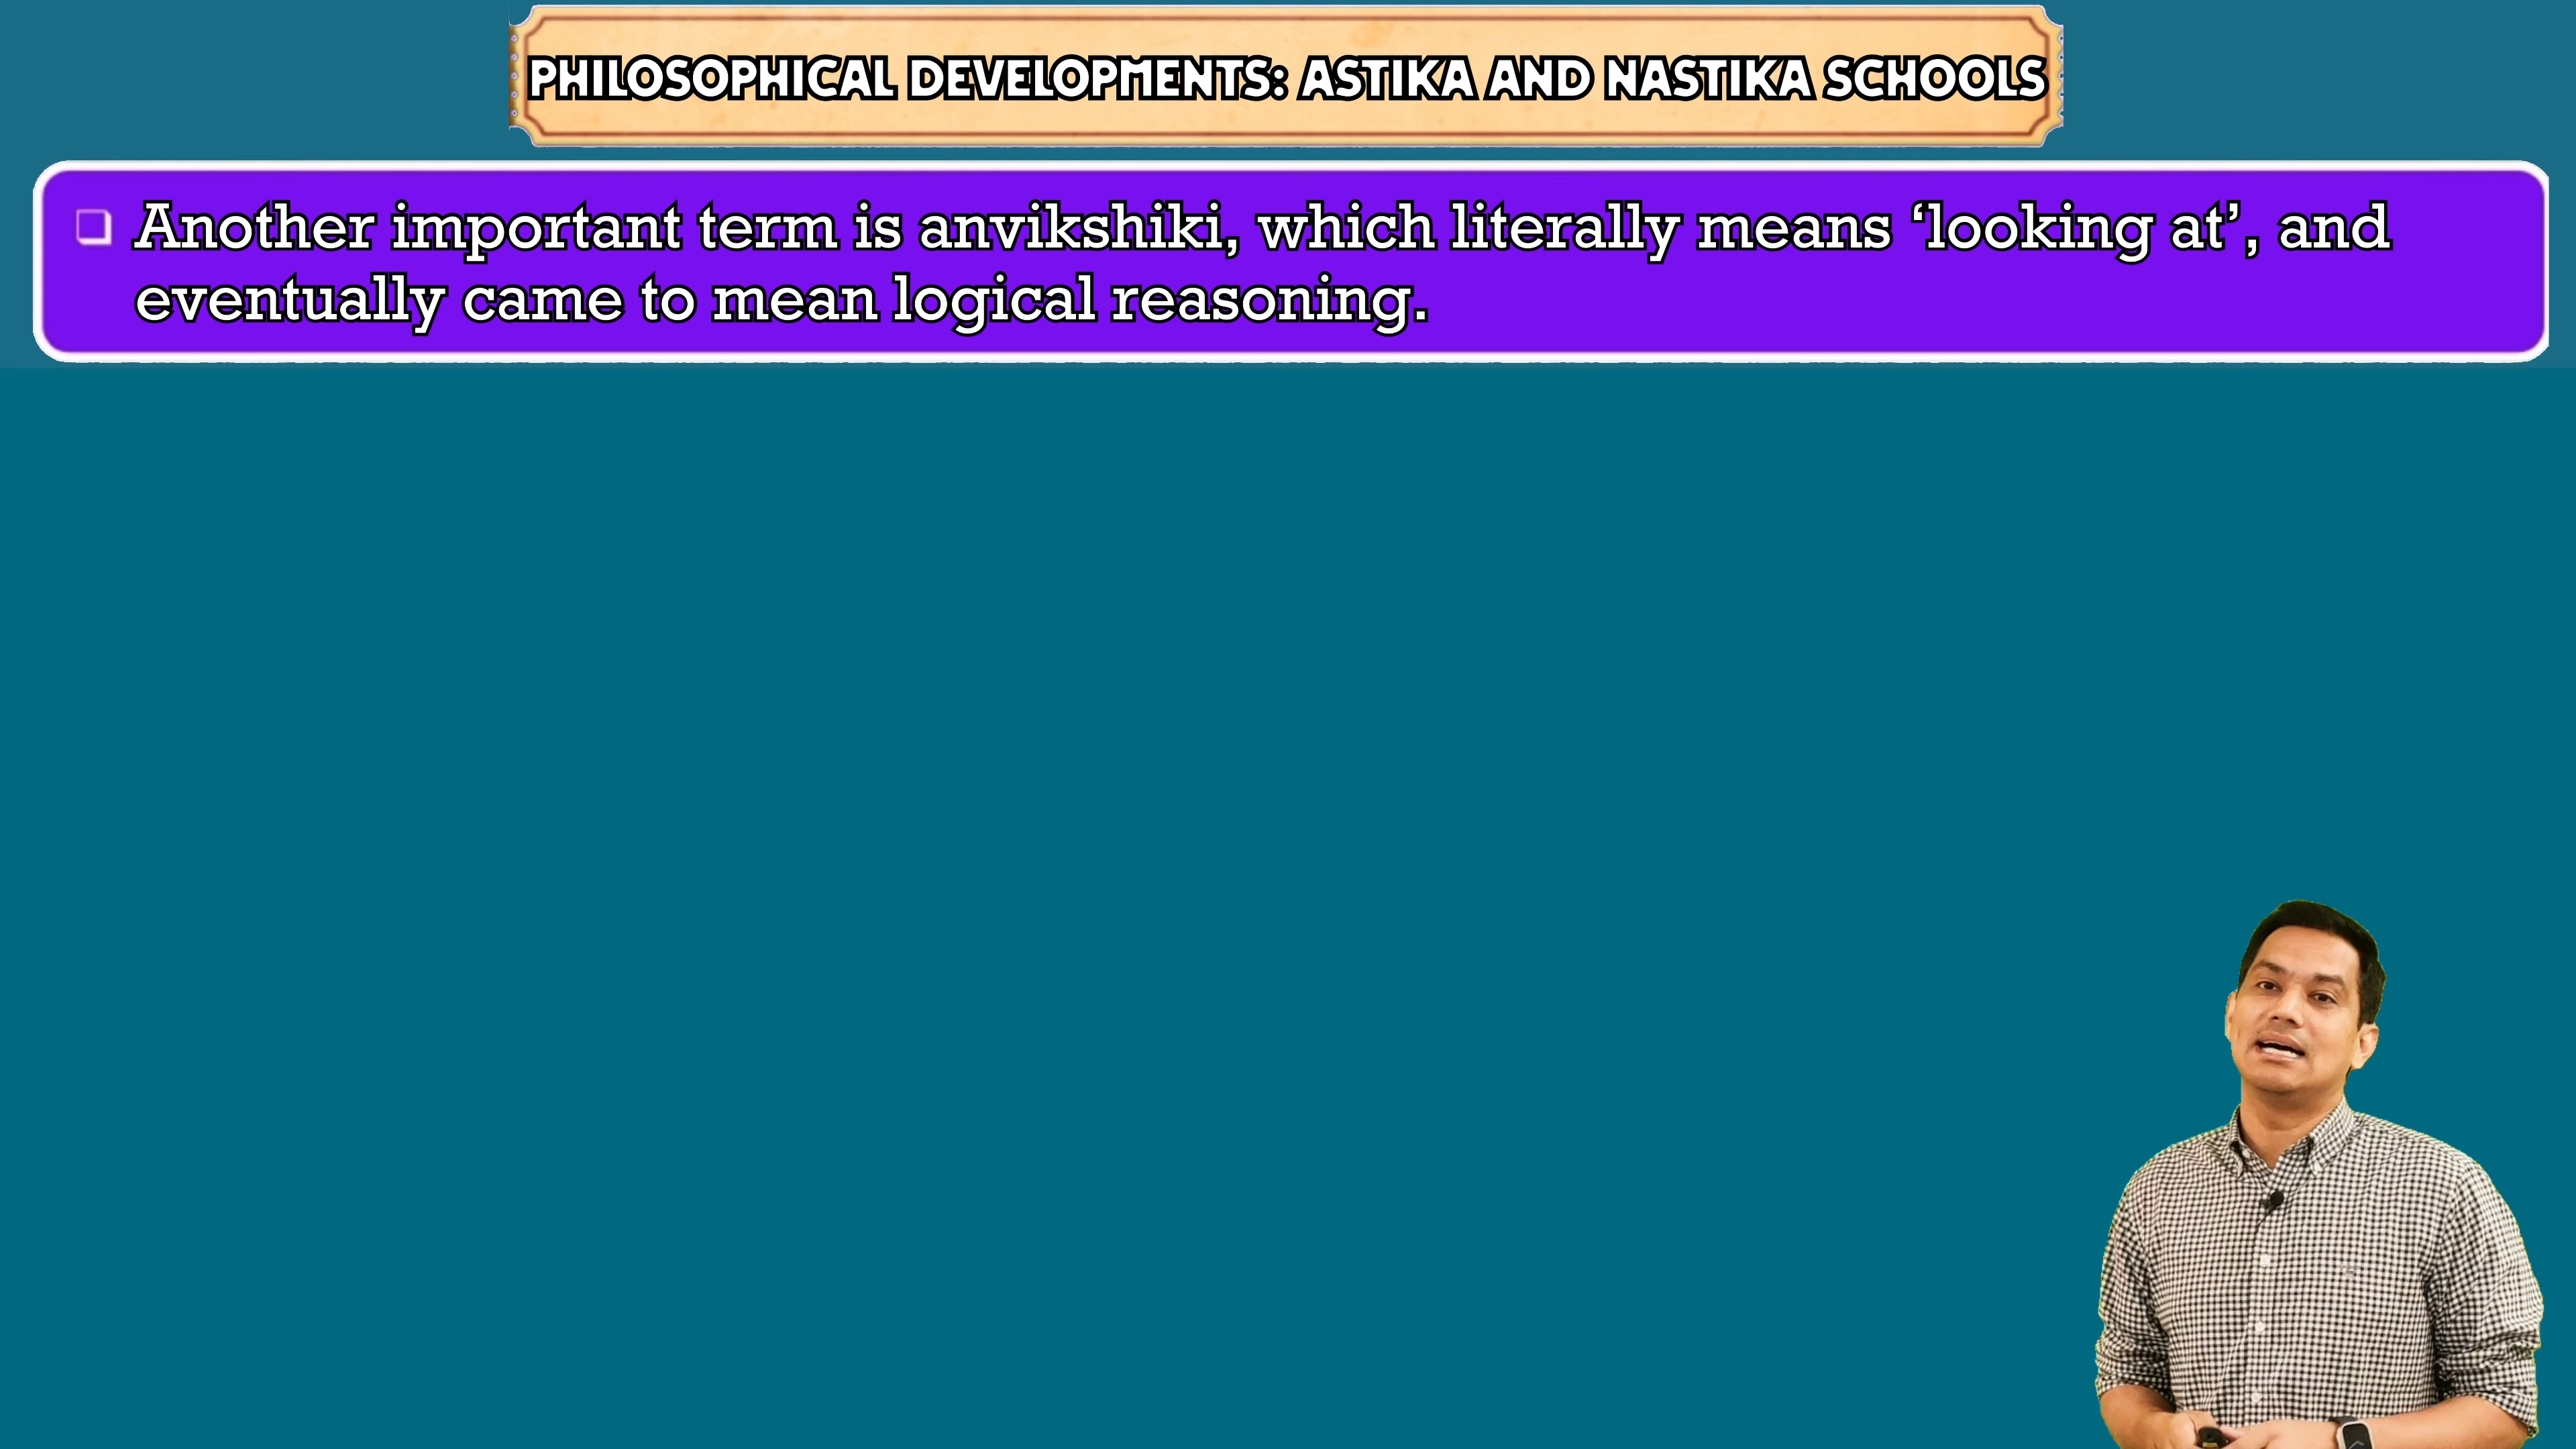 PHILOSOPHICAL DEVELOPMENTS: ASTIKA AND NASTIKA SCHOOLS
Another important term is anvikshiki, which literally means ‘looking at’, and
eventually came to mean logical reasoning.